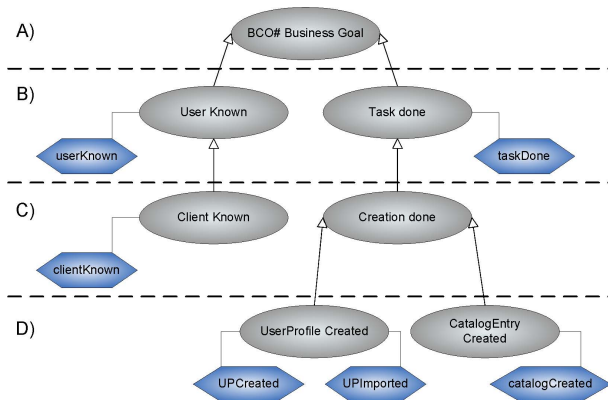 A)
BCO# Business Goal
B)
User Known
Task done
userKnown
taskDone
C)
Client Known
Creation done
clientKnown
D)
UserProfile Created
CatalogEntry
Created
UPCreated
UPImported
catalogCreated